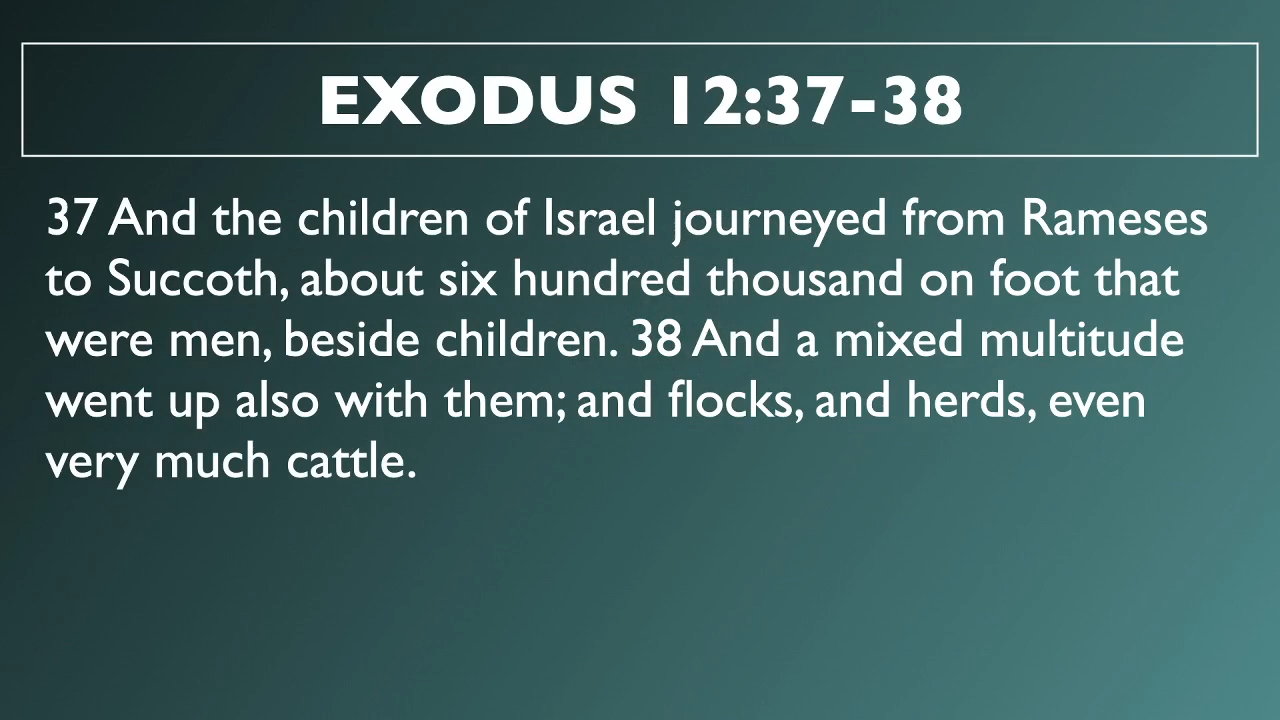 EXODUS 12:37-38
37 And the children of Israel journeyed from Rameses
to Succoth, about six hundred thousand on foot that
were men, beside children. 38 And a mixed multitude
went up also with them; and flocks, and herds, even
very much cattle.